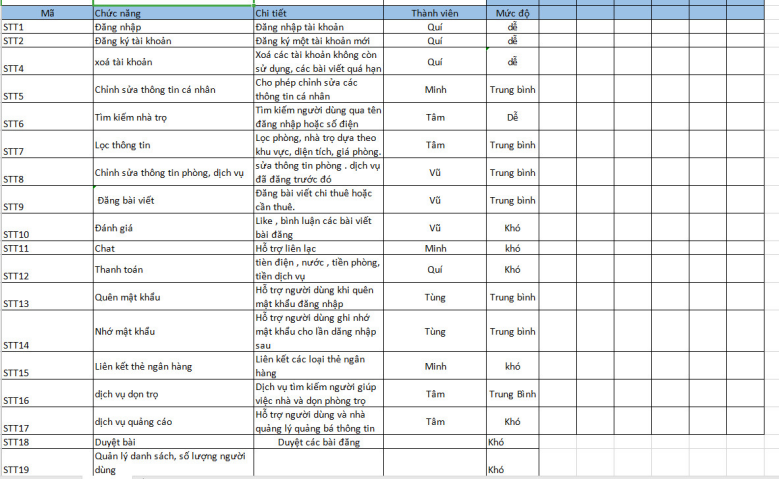 Mã Chức năng Chi tiết Thành viên Mức độ
STT1 Đăng nhập Đăng nhập tài khoản Quí dễ
STT2 Đăng ký tài khoản Đăng ký một tài khoản mới Quí dễ
STT4 xoá tài khoản Xoá các tài khoản không còn Quí dễ
sử dụng, các bài viết quá hạn
STT5 Chỉnh sửa thông tin cá nhân Cho phép chỉnh sửa các Minh Trung bình
thông tin cá nhân
STT6 Tìm kiếm nhà trọ Tìm kiếm người dùng qua tên Tâm Dễ
đăng nhập hoặc số điện
STT7 Lọc thông tin Lọc phòng, nhà trọ dựa theo Tâm Trung bình
khu vực, diện tích, giá phòng.
STT8 Chỉnh sửa thông tin phòng, dịch vụ sửa thông tin phòng . dịch vụ Vũ Trung bình
đã đăng trước đó
STT9 Đăng bài viết Đăng bài viết chi thuê hoặc Vũ Trung bình
cần thuê.
STT10 Đánh giá Like , bình luận các bài viết Vũ Khó
bài đăng
STT11 Chat Hỗ trợ liên lạc Minh khó
STT12 Thanh toán tièn điện , nước , tiền phòng, Quí Khó
tiền dịch vụ
STT13 Quên mật khẩu Hỗ trợ người dùng khi quên Tùng Trung bình
mật khẩu đăng nhập
STT14 Nhớ mật khẩu Hỗ trợ người dùng ghi nhớ Tùng Trung bình
mật khẩu cho lần dăng nhập
sau
STT15 Liên kết thẻ ngân hàng Liên kết các loại thẻ ngân Minh khó
hàng
STT16 dịch vụ dọn trọ Dịch vụ tìm kiếm người giúp Tâm Trung Bình
việc nhà và dọn phòng trọ
STT17 dịch vụ quảng cáo Hỗ trợ người dùng và nhà Tâm Khó
quảng lý quảng bá thông tin
STT18 Duyệt bài Duyệt các bài đăng Khó
STT19 Quản lý danh sách, số lượng người Khó
dùng